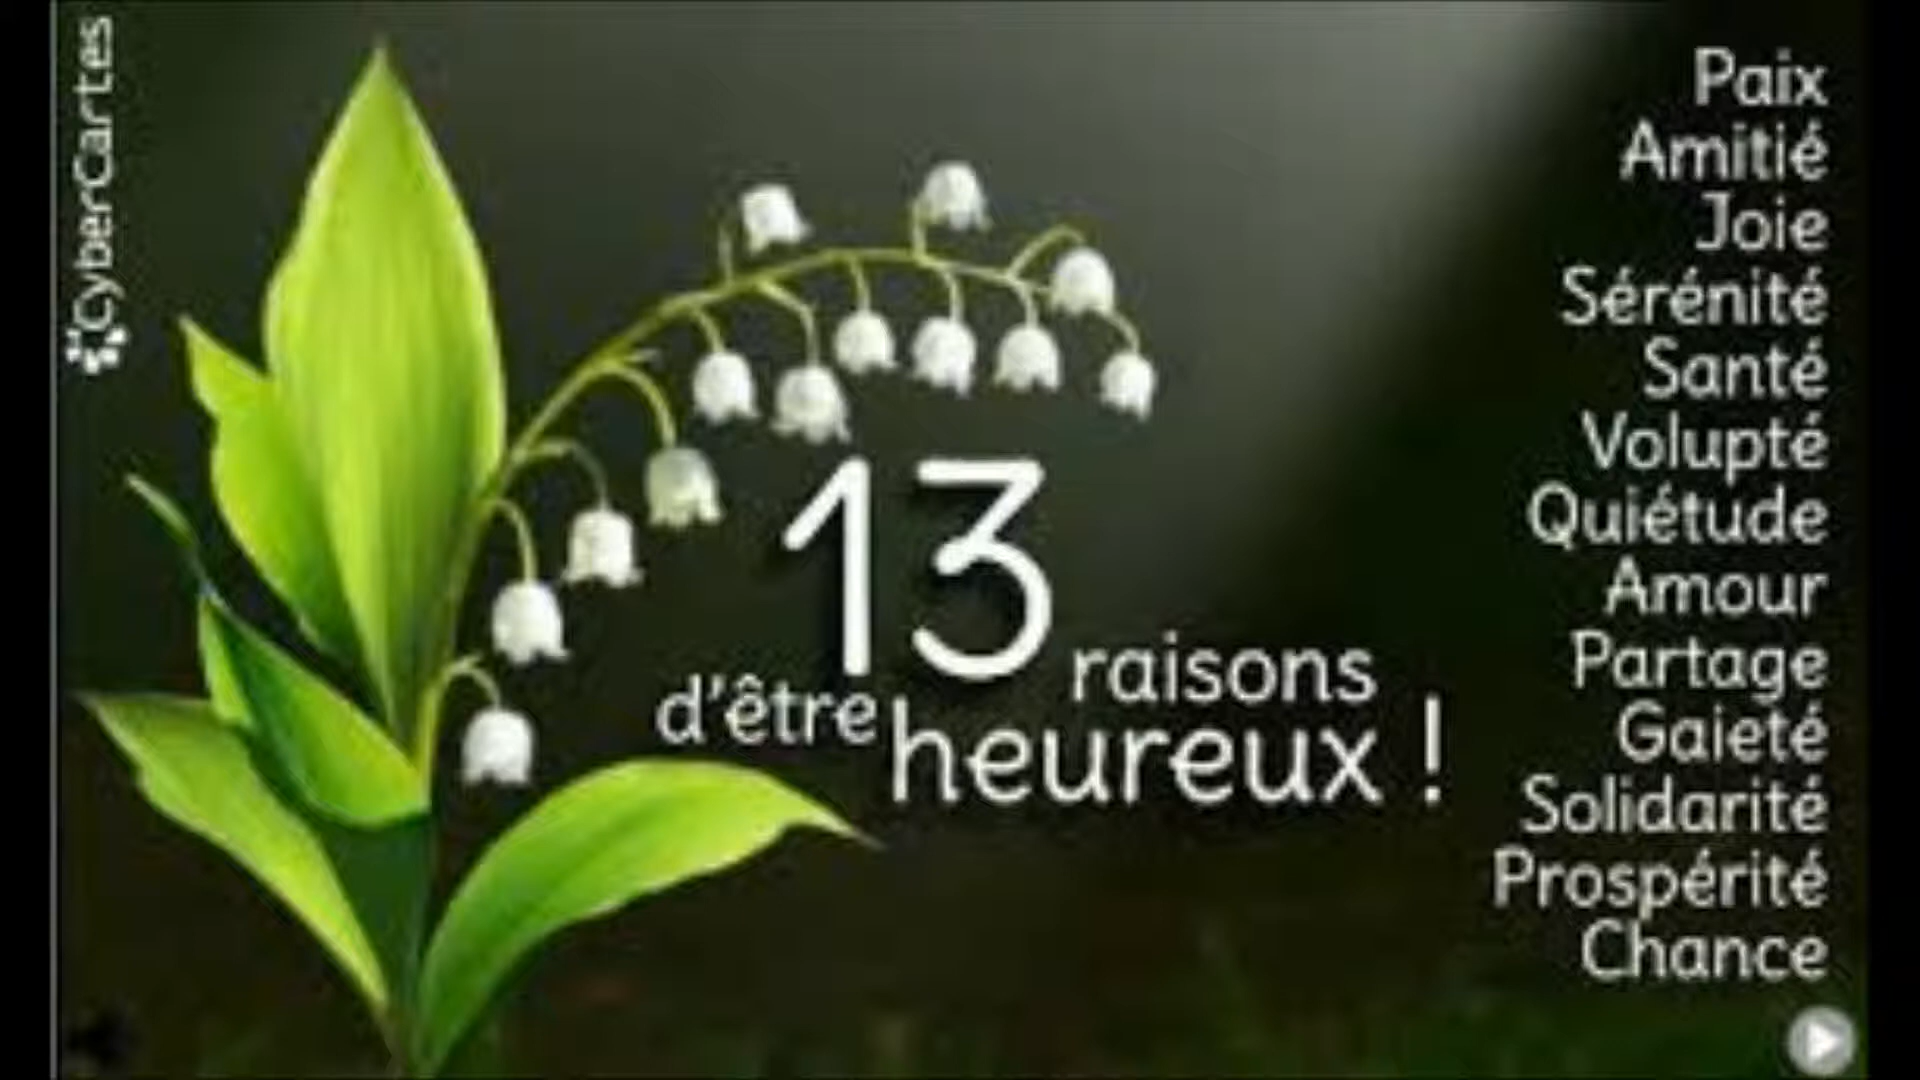 CyberCartes
13
raisons
d'être
heureux !
Paix
Amitié
Joie
Sérénité
Santé
Volupté
Quiétude
Amour
Partage
Gaieté
Solidarité
Prospérité
Chance